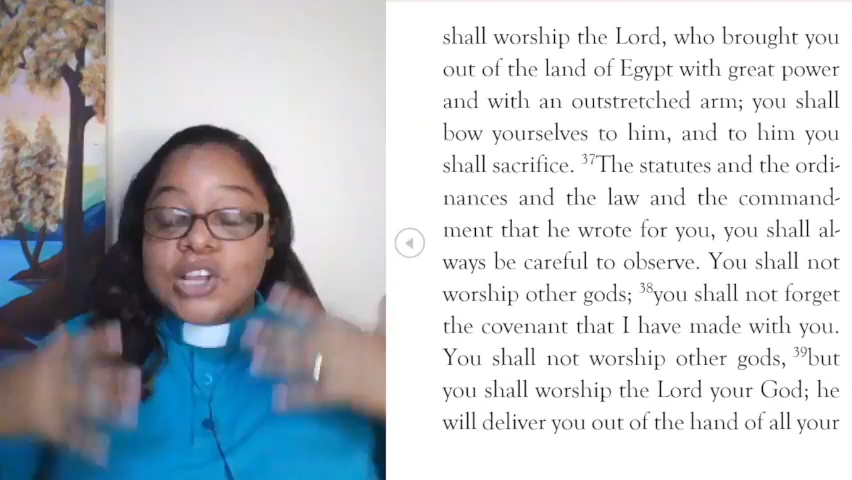 shall worship the Lord, who brought you
out of the land of Egypt with great power
and with an outstretched arm; you shall
bow yourselves to him, and to him you
shall sacrifice. 37The statutes and the ordi-
nances and the law and the command-
ment that he wrote for you, you shall al-
ways be careful to observe. You shall not
worship other gods; 38you shall not forget
the covenant that I have made with you.
You shall not worship other gods, 39but
you shall worship the Lord your God; he
will deliver you out of the hand of all your